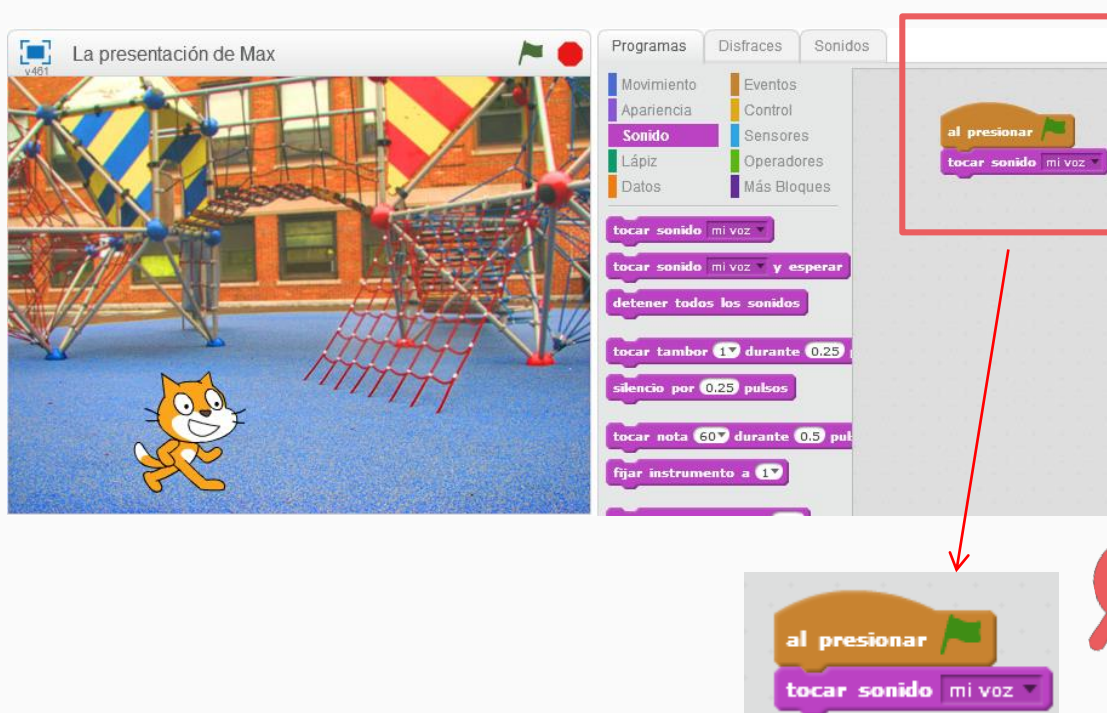 La presentación de Max
v461
Programas
Disfraces
Sonidos
Movimiento
Apariencia
Sonido
Lápiz
Datos
Eventos
Control
Sensores
Operadores
Más Bloques
tocar sonido mi voz
tocar sonido mi voz y esperar
detener todos los sonidos
tocar tambor 1 durante 0.25
silencio por 0.25 pulsos
tocar nota 60 durante 0.5 pul
fijar instrumento a 1
al presionar
tocar sonido mi voz
al presionar
tocar sonido mi voz